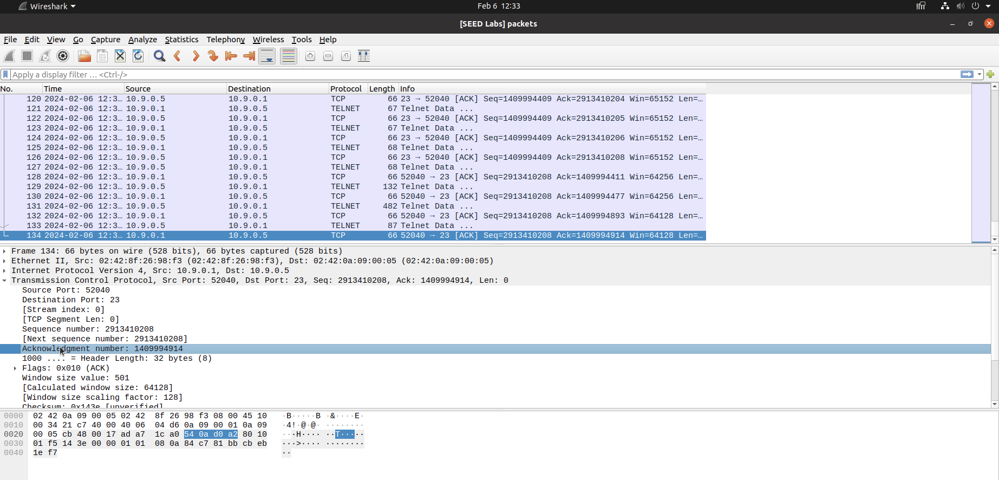 Wireshark
Feb 6 12:33
[SEED Labs] packets
File Edit View Go Capture Analyze Statistics Telephony Wireless Tools Help
Apply a display filter … <Ctrl-/>
No. Time Source Destination Protocol Length Info
120 2024-02-06 12:3… 10.9.0.5 10.9.0.1 TCP 66 23 → 52040 [ACK] Seq=1409994409 Ack=2913410204 Win=65152 Len=…
121 2024-02-06 12:3… 10.9.0.1 10.9.0.5 TELNET 67 Telnet Data ...
122 2024-02-06 12:3… 10.9.0.5 10.9.0.1 TCP 66 23 → 52040 [ACK] Seq=1409994409 Ack=2913410205 Win=65152 Len=…
123 2024-02-06 12:3… 10.9.0.1 10.9.0.5 TELNET 67 Telnet Data ...
124 2024-02-06 12:3… 10.9.0.5 10.9.0.1 TCP 66 23 → 52040 [ACK] Seq=1409994409 Ack=2913410206 Win=65152 Len=…
125 2024-02-06 12:3… 10.9.0.1 10.9.0.5 TELNET 68 Telnet Data ...
126 2024-02-06 12:3… 10.9.0.5 10.9.0.1 TCP 66 23 → 52040 [ACK] Seq=1409994409 Ack=2913410208 Win=65152 Len=…
127 2024-02-06 12:3… 10.9.0.5 10.9.0.1 TELNET 68 Telnet Data ...
128 2024-02-06 12:3… 10.9.0.1 10.9.0.5 TCP 66 52040 → 23 [ACK] Seq=2913410208 Ack=1409994411 Win=64256 Len=…
129 2024-02-06 12:3… 10.9.0.5 10.9.0.1 TELNET 132 Telnet Data ...
130 2024-02-06 12:3… 10.9.0.1 10.9.0.5 TCP 66 52040 → 23 [ACK] Seq=2913410208 Ack=1409994477 Win=64256 Len=…
131 2024-02-06 12:3… 10.9.0.5 10.9.0.1 TELNET 482 Telnet Data ...
132 2024-02-06 12:3… 10.9.0.1 10.9.0.5 TCP 66 52040 → 23 [ACK] Seq=2913410208 Ack=1409994893 Win=64128 Len=…
133 2024-02-06 12:3… 10.9.0.5 10.9.0.1 TELNET 87 Telnet Data ...
134 2024-02-06 12:3… 10.9.0.1 10.9.0.5 TCP 66 52040 → 23 [ACK] Seq=2913410208 Ack=1409994914 Win=64128 Len=…
Frame 134: 66 bytes on wire (528 bits), 66 bytes captured (528 bits)
Ethernet II, Src: 02:42:8f:26:98:f3 (02:42:8f:26:98:f3), Dst: 02:42:0a:09:00:05 (02:42:0a:09:00:05)
Internet Protocol Version 4, Src: 10.9.0.1, Dst: 10.9.0.5
Transmission Control Protocol, Src Port: 52040, Dst Port: 23, Seq: 2913410208, Ack: 1409994914, Len: 0
Source Port: 52040
Destination Port: 23
[Stream index: 0]
[TCP Segment Len: 0]
Sequence number: 2913410208
[Next sequence number: 2913410208]
Acknowledgment number: 1409994914
1000 .... = Header Length: 32 bytes (8)
Flags: 0x010 (ACK)
Window size value: 501
[Calculated window size: 64128]
[Window size scaling factor: 128]
Checksum: 0x143e [unverified]
0000 02 42 0a 09 00 05 02 42 8f 26 98 f3 08 00 45 10 ·B·····B ·&····E·
0010 00 34 21 c7 40 00 40 06 04 d6 0a 09 00 01 0a 09 ·4!·@·@· ········
0020 00 05 cb 48 00 17 ad a7 1c a0 54 0a d0 a2 80 10 ···H···· ··T·····
0030 01 f5 14 3e 00 00 01 01 08 0a 84 c7 81 bb cb eb ···>···· ········
0040 1e f7 ··